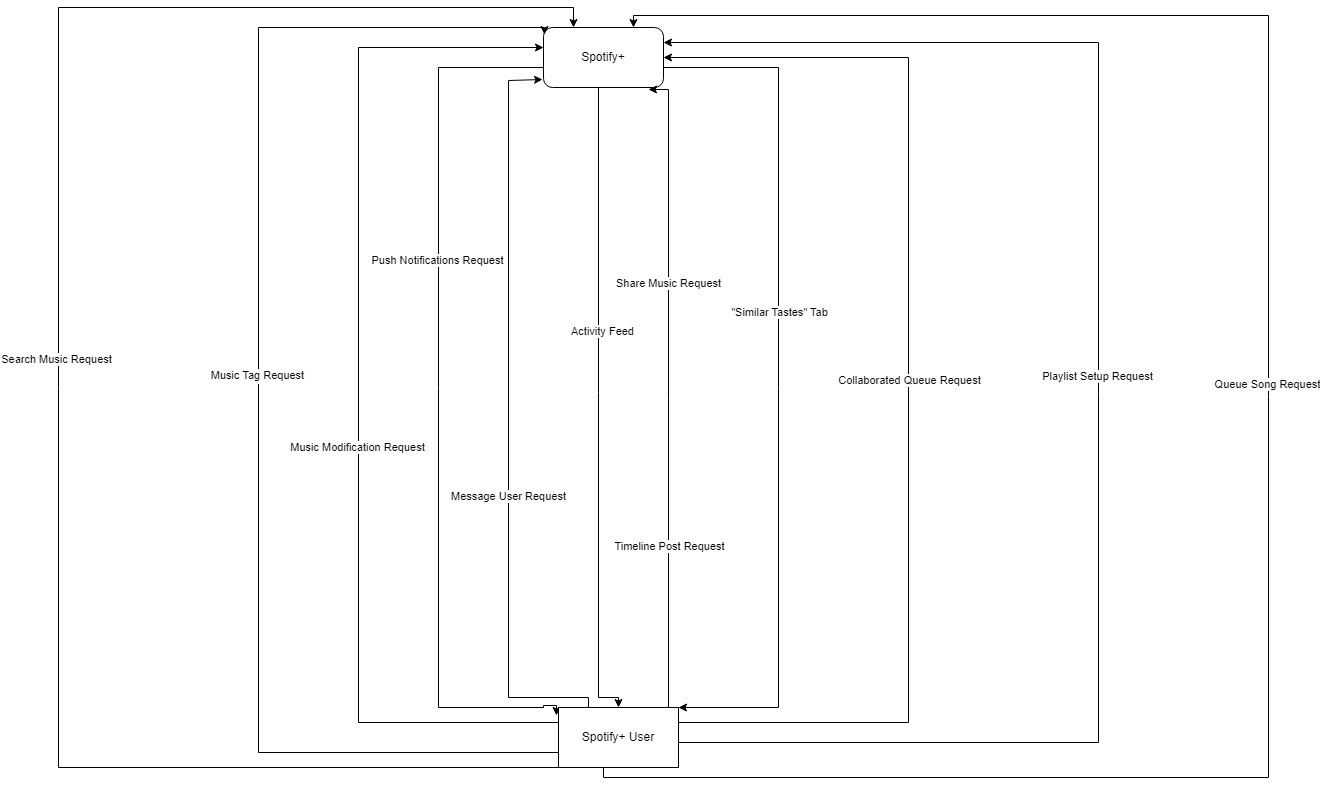 Spotify+
Push Notifications Request
Share Music Request
"Similar Tastes" Tab
Activity Feed
Search Music Request
Music Tag Request
Playlist Setup Request
Collaborated Queue Request
Queue Song Request
Music Modification Request
Message User Request
Timeline Post Request
Spotify+ User